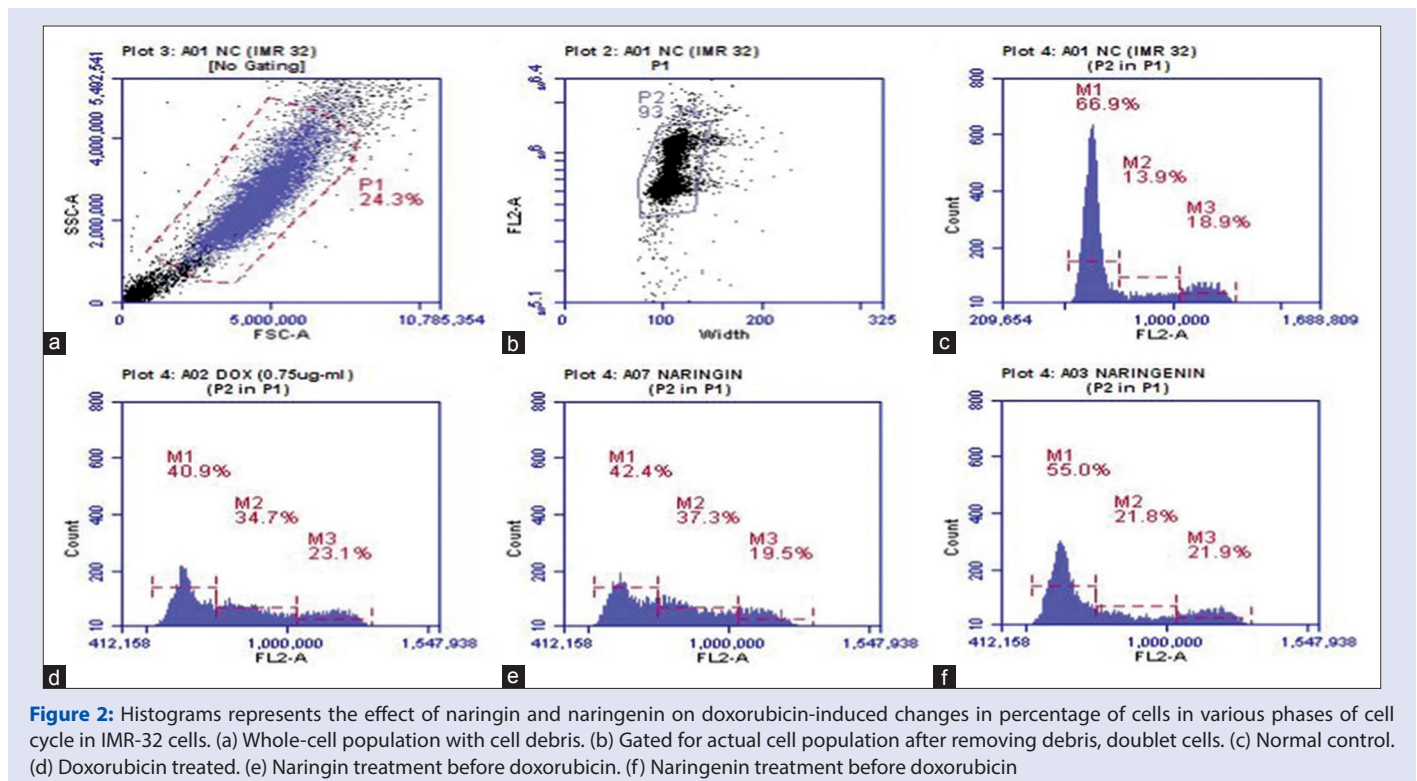 Plot 3: A01 NC (IMR 32)
[No Gating]
SSC-A
0 2,000,000 4,000,000 5,492,541
P1
24.3%
0 5,000,000 10,785,354
FSC-A
a
Plot 2: A01 NC (IMR 32)
P1
FL2-A
P2
93
0 100 200 325
Width
b
Plot 4: A01 NC (IMR 32)
(P2 in P1)
Count
10 200 400 600 800
M1
66.9%
M2
13.9%
M3
18.9%
209,654 1,000,000 1,688,809
FL2-A
c
Plot 4: A02 DOX (0.75ug-ml)
(P2 in P1)
Count
10 200 400 600 800
M1
40.9%
M2
34.7%
M3
23.1%
412,158 1,000,000 1,547,938
FL2-A
d
Plot 4: A07 NARINGIN
(P2 in P1)
Count
10 200 400 600 800
M1
42.4%
M2
37.3%
M3
19.5%
412,158 1,000,000 1,547,938
FL2-A
e
Plot 4: A03 NARINGENIN
(P2 in P1)
Count
10 200 400 600 800
M1
55.0%
M2
21.8%
M3
21.9%
412,158 1,000,000 1,547,938
FL2-A
f
Figure 2: Histograms represents the effect of naringin and naringenin on doxorubicin-induced changes in percentage of cells in various phases of cell
cycle in IMR-32 cells. (a) Whole-cell population with cell debris. (b) Gated for actual cell population after removing debris, doublet cells. (c) Normal control.
(d) Doxorubicin treated. (e) Naringin treatment before doxorubicin. (f) Naringenin treatment before doxorubicin